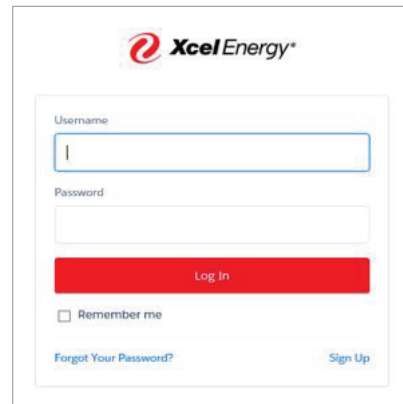 Xcel Energy®
Username
Password
Log In
Remember me
Forgot Your Password? Sign Up